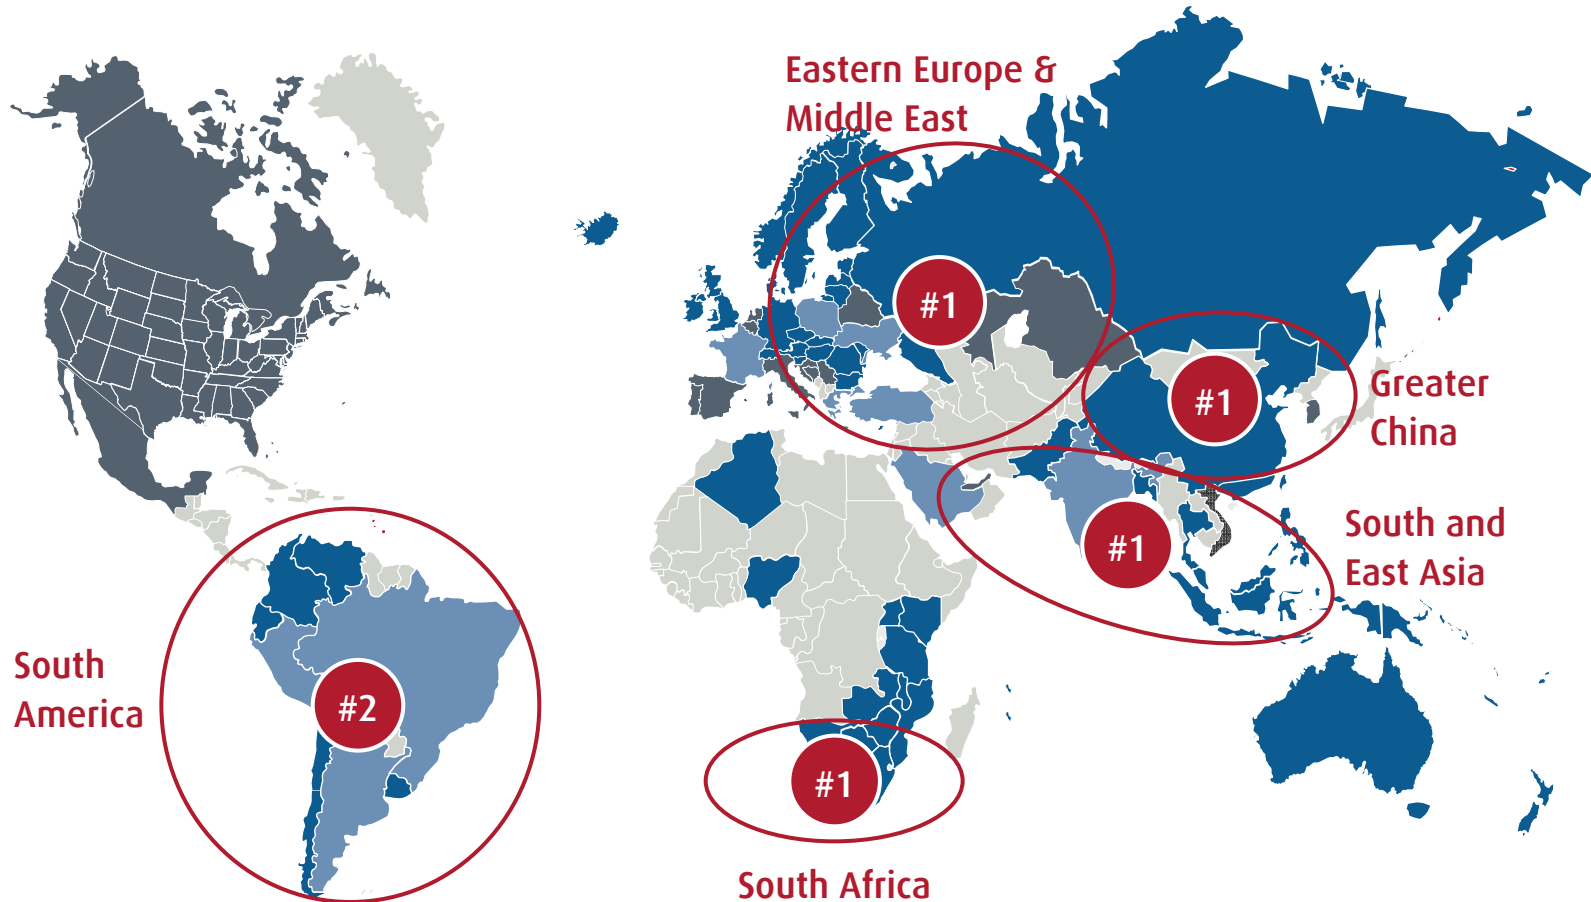 Eastern Europe &
Middle East
#1
#1
Greater
China
#1
South and
East Asia
South
America
#2
#1
South Africa